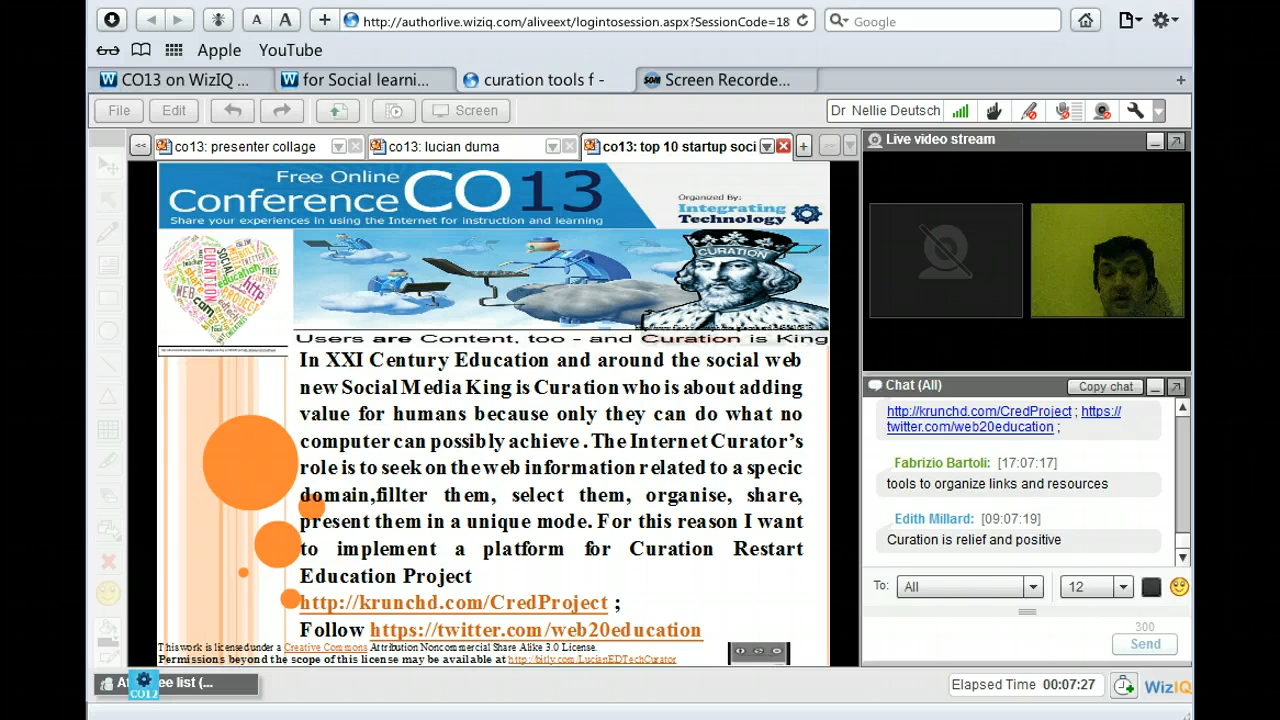 A A + http://authorlive.wiziq.com/aliveext/logintosession.aspx?SessionCode=18 Google
Apple YouTube
CO13 on WizIQ ... for Social learni... curation tools f - Screen Recorde... +
File Edit Screen Dr Nellie Deutsch
<< co13: presenter collage co13: lucian duma co13: top 10 startup soci + Live video stream
Free Online
Conference CO13
Share your experiences in using the Internet for instruction and learning
Organized By:
Integrating
Technology
CURATION
Users are Content, too - and Curation is King
In XXI Century Education and around the social web
new Social Media King is Curation who is about adding
value for humans because only they can do what no
computer can possibly achieve . The Internet Curator's
role is to seek on the web information related to a specic
domain,fillter them, select them, organise, share,
present them in a unique mode. For this reason I want
to implement a platform for Curation Restart
Education Project
http://krunchd.com/CredProject ;
Follow https://twitter.com/web20education
This work is licensed under a Creative Commons Attribution Noncommercial Share Alike 3.0 License.
Permissions beyond the scope of this license may be available at http://bitly.com/LucianEDTechCurator
Chat (All) Copy chat
http://krunchd.com/CredProject ; https://
twitter.com/web20education ;
Fabrizio Bartoli: [17:07:17]
tools to organize links and resources
Edith Millard: [09:07:19]
Curation is relief and positive
To: All 12
300
Send
CO12
Elapsed Time 00:07:27 WizIQ